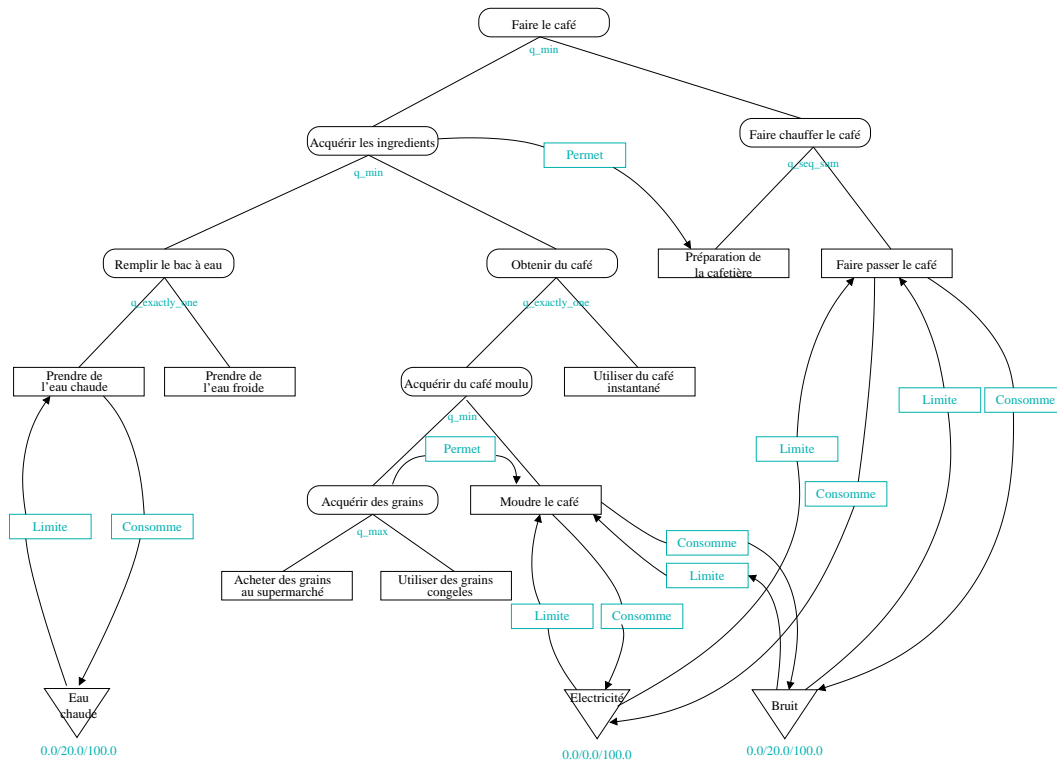 Faire le café
q_min
Acquérir les ingredients
Permet
Faire chauffer le café
q_min
q_seq_sum
Remplir le bac à eau
Obtenir du café
Préparation de
la cafetière
Faire passer le café
q_exactly_one
q_exactly_one
Prendre de
l'eau chaude
Prendre de
l'eau froide
Acquérir du café moulu
Utiliser du café
instantané
Limite
Consomme
q_min
Permet
Limite
Acquérir des grains
Moudre le café
Consomme
Limite
Consomme
q_max
Consomme
Acheter des grains
au supermarché
Utiliser des grains
congeles
Limite
Limite
Consomme
Eau
chaude
Electricité
Bruit
0.0/20.0/100.0
0.0/0.0/100.0
0.0/20.0/100.0